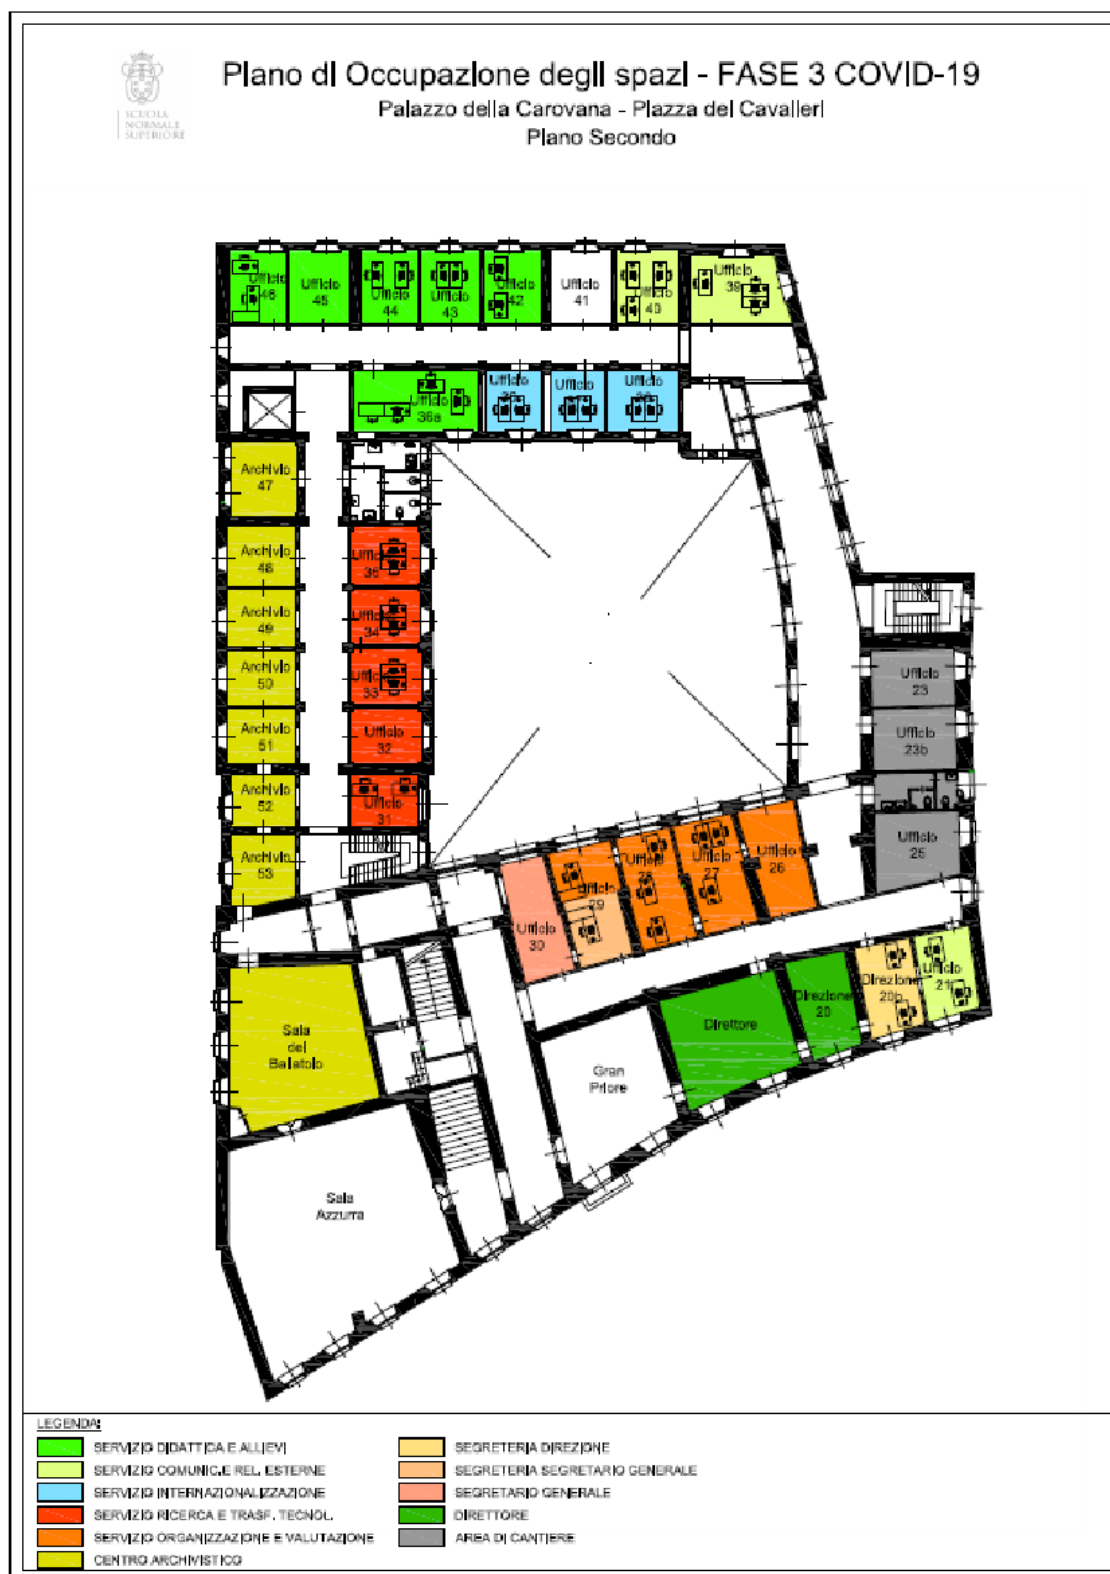 SCUOLA
NORMALE
SUPERIORE
Piano di Occupazione degli spazi - FASE 3 COVID-19
Palazzo della Carovana - Piazza dei Cavalieri
Piano Secondo
Ufficio
46
Ufficio
45
Ufficio
44
Ufficio
43
Ufficio
42
Ufficio
41
Ufficio
40
Ufficio
39
Ufficio
36a
Ufficio
Ufficio
Ufficio
Archivio
47
Archivio
48
Archivio
49
Archivio
50
Archivio
51
Archivio
52
Archivio
53
Ufficio
Ufficio
34
Ufficio
33
Ufficio
32
Ufficio
31
Ufficio
23
Ufficio
23b
Ufficio
25
Ufficio
26
Ufficio
27
Ufficio
28
Ufficio
29
Ufficio
30
Ufficio
21
Direzione
20b
Direzione
20
Direttore
Gran
Priore
Sala
del
Ballatoio
Sala
Azzurra
LEGENDA:
SERVIZIO DIDATTICA E ALLIEVI
SERVIZIO COMUNIC.E REL. ESTERNE
SERVIZIO INTERNAZIONALIZZAZIONE
SERVIZIO RICERCA E TRASF. TECNOL.
SERVIZIO ORGANIZZAZIONE E VALUTAZIONE
CENTRO ARCHIVISTICO
SEGRETERIA DIREZIONE
SEGRETERIA SEGRETARIO GENERALE
SEGRETARIO GENERALE
DIRETTORE
AREA DI CANTIERE